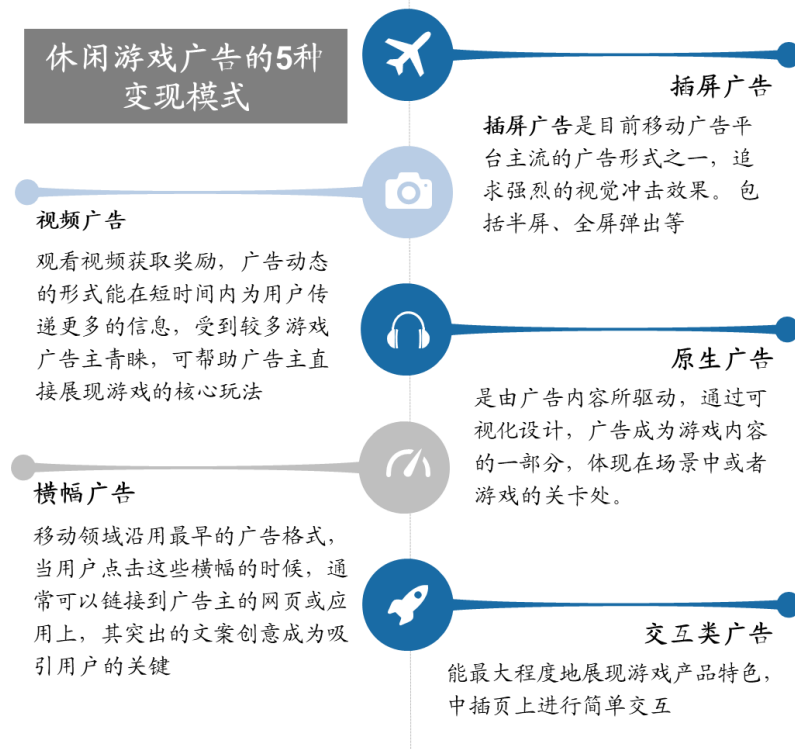 休闲游戏广告的5种
变现模式
插屏广告
插屏广告是目前移动广告平
台主流的广告形式之一，追
求强烈的视觉冲击效果。 包
括半屏、全屏弹出等
视频广告
观看视频获取奖励，广告动态
的形式能在短时间内为用户传
递更多的信息，受到较多游戏
广告主青睐，可帮助广告主直
接展现游戏的核心玩法
原生广告
是由广告内容所驱动，通过可
视化设计，广告成为游戏内容
的一部分，体现在场景中或者
游戏的关卡处。
横幅广告
移动领域沿用最早的广告格式，
当用户点击这些横幅的时候，通
常可以链接到广告主的网页或应
用上，其突出的文案创意成为吸
引用户的关键
交互类广告
能最大程度地展现游戏产品特色，
中插页上进行简单交互